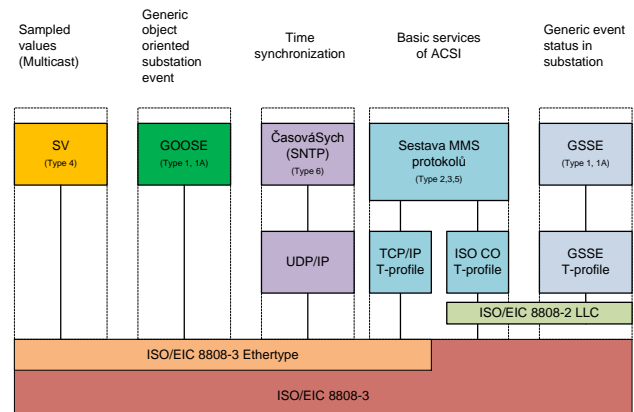 Sampled
values
(Multicast)
Generic
object
oriented
substation
event
Time
synchronization
Basic services
of ACSI
Generic event
status in
substation
SV
(Type 4)
GOOSE
(Type 1, 1A)
ČasováSych
(SNTP)
(Type 6)
Sestava MMS
protokolů
(Type 2,3,5)
GSSE
(Type 1, 1A)
UDP/IP
TCP/IP
T-profile
ISO CO
T-profile
GSSE
T-profile
ISO/EIC 8808-2 LLC
ISO/EIC 8808-3 Ethertype
ISO/EIC 8808-3